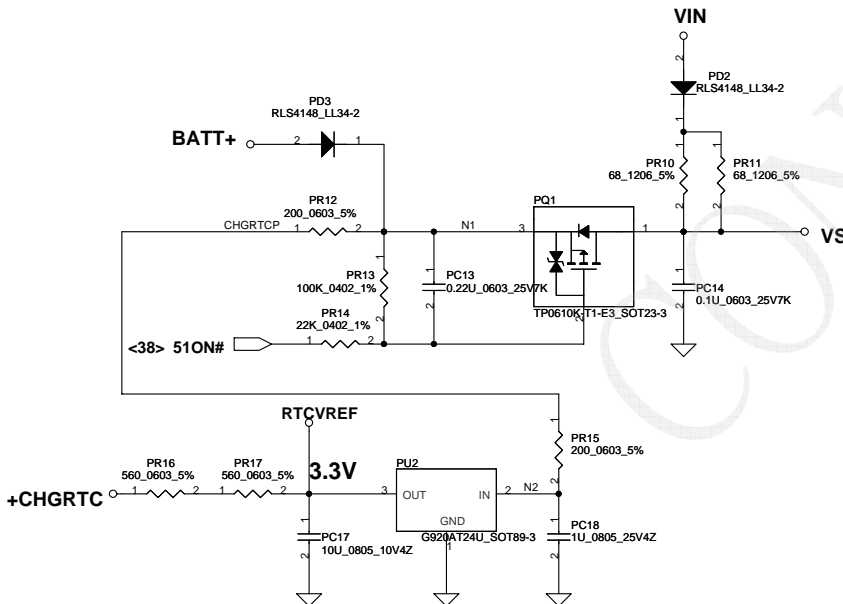 VIN
PD2
RLS4148_LL34-2
PD3
RLS4148_LL34-2
BATT+
2
1
2
1
PR10
68_1206_5%
PR11
68_1206_5%
1
2
1
2
PR12
200_0603_5%
CHGRTCP
1
2
N1
PQ1
3
1
2
TP0610K-T1-E3_SOT23-3
VS
PR13
100K_0402_1%
1
2
PC13
0.22U_0603_25V7K
1
2
PC14
0.1U_0603_25V7K
1
2
PR14
22K_0402_1%
<38> 51ON#
1
2
RTCVREF
PR15
200_0603_5%
1
2
PR16
560_0603_5%
PR17
560_0603_5%
3.3V
PU2
+CHGRTC
1
2
1
2
3
OUT
IN
2
N2
GND
1
G920AT24U_SOT89-3
PC17
10U_0805_10V4Z
1
2
PC18
1U_0805_25V4Z
1
2
CON